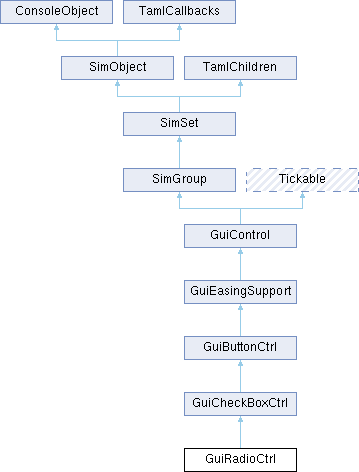 ConsoleObject TamlCallbacks
SimObject TamlChildren
SimSet
SimGroup Tickable
GuiControl
GuiEasingSupport
GuiButtonCtrl
GuiCheckBoxCtrl
GuiRadioCtrl